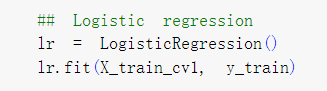 ## Logistic regression
lr = LogisticRegression()
lr.fit(X_train_cv1, y_train)